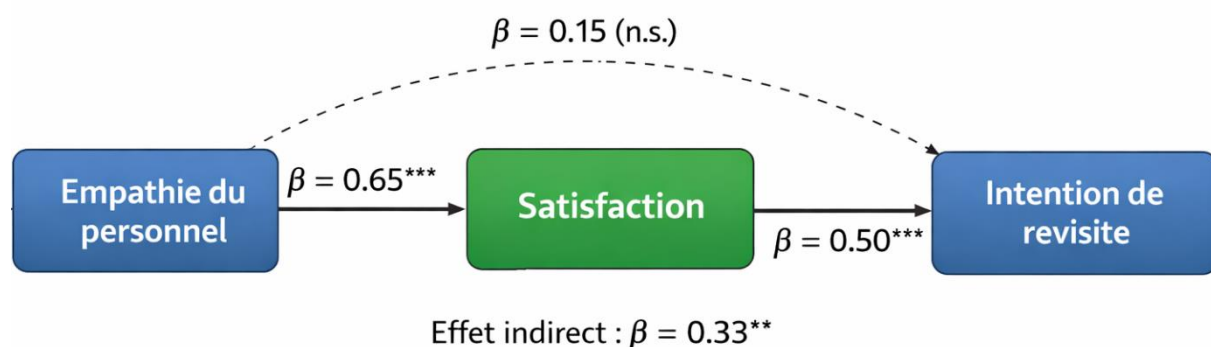 β = 0.15 (n.s.)
Empathie du
personnel
β = 0.65***
Satisfaction
β = 0.50***
Intention de
revisite
Effet indirect : β = 0.33**